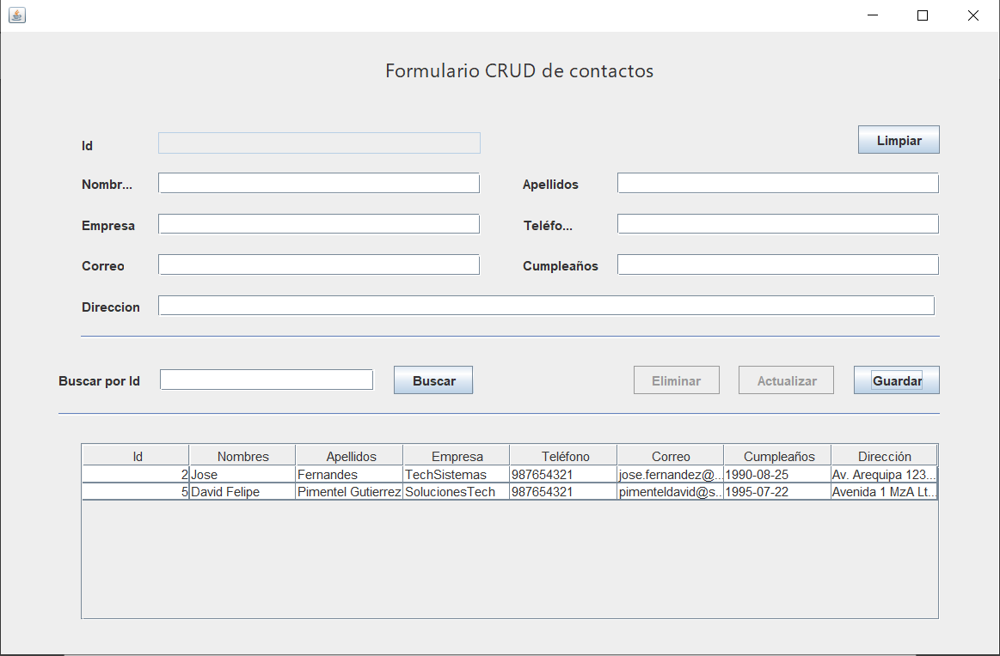 Formulario CRUD de contactos
Id
Limpiar
Nombr...
Apellidos
Empresa
Teléfo...
Correo
Cumpleaños
Direccion
Buscar por Id
Buscar
Eliminar
Actualizar
Guardar
Id Nombres Apellidos Empresa Teléfono Correo Cumpleaños Dirección
2 Jose Fernandes TechSistemas 987654321 jose.fernandez@... 1990-08-25 Av. Arequipa 123...
5 David Felipe Pimentel Gutierrez SolucionesTech 987654321 pimenteldavid@s... 1995-07-22 Avenida 1 MzA Lt...